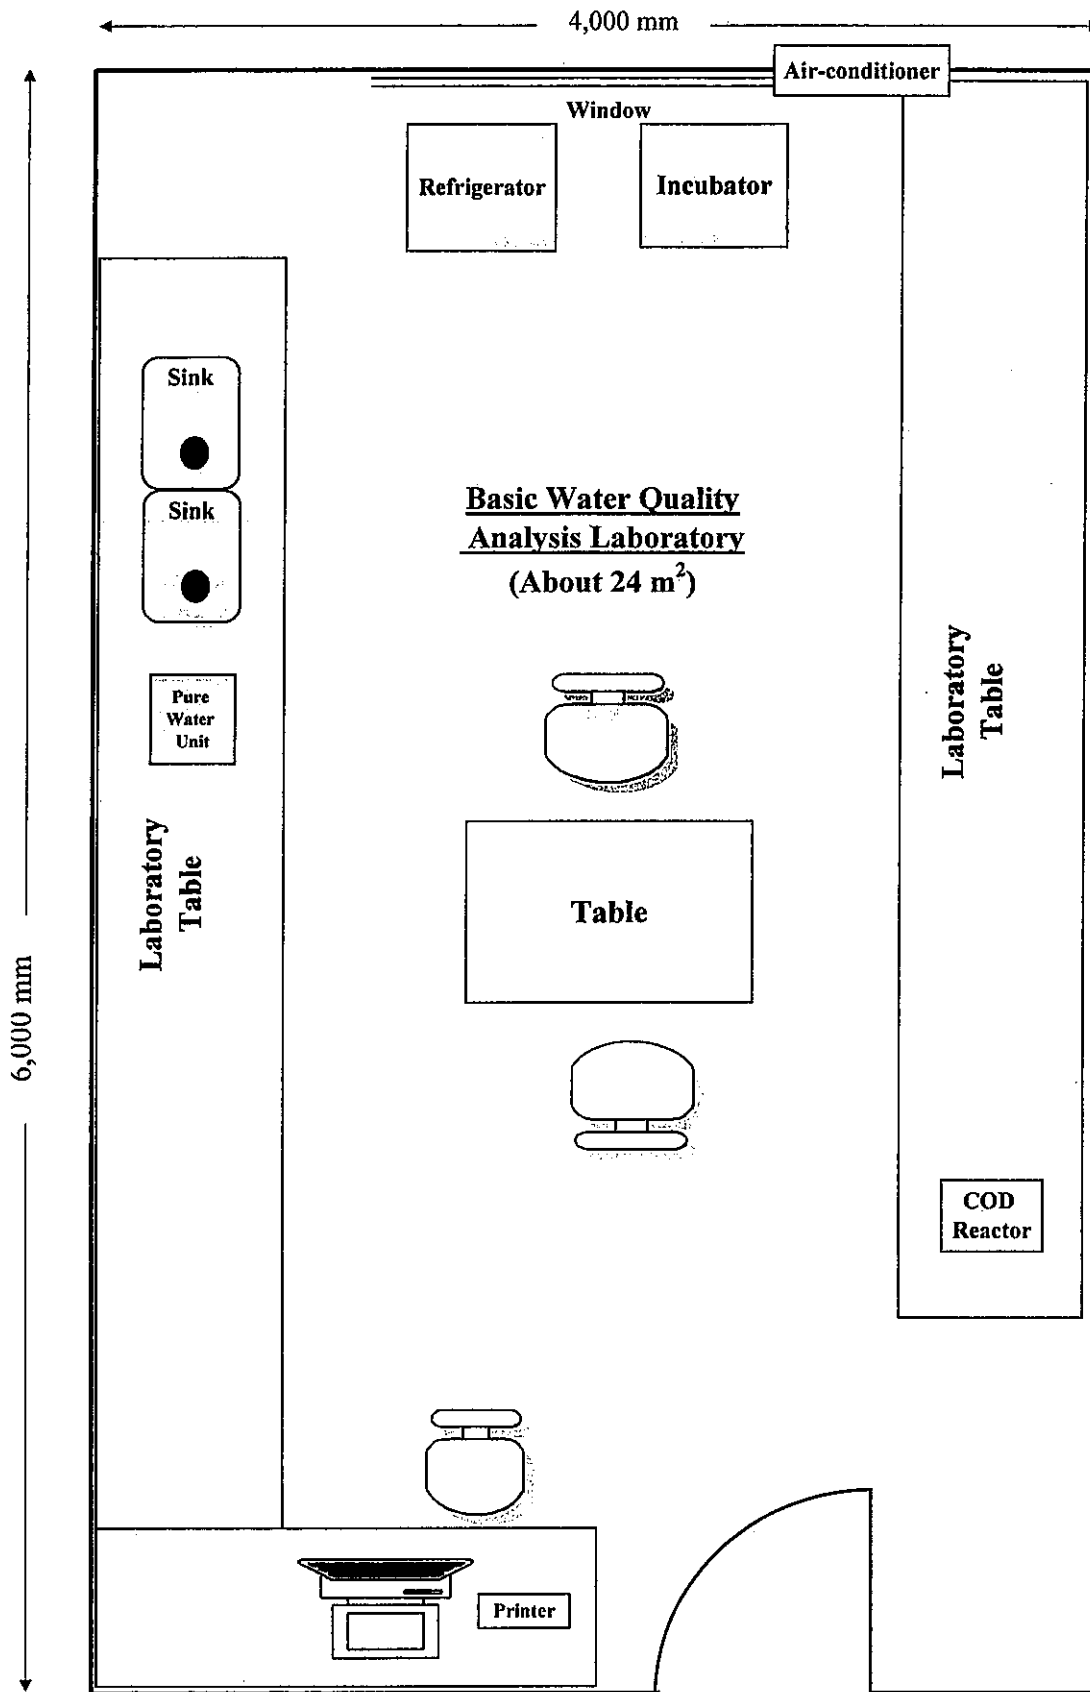 4,000 mm
Air-conditioner
Window
Refrigerator
Incubator
Sink
Sink
Basic Water Quality
Analysis Laboratory
(About 24 m²)
Pure
Water
Unit
Laboratory
Table
Laboratory
Table
Table
6,000 mm
COD
Reactor
Printer